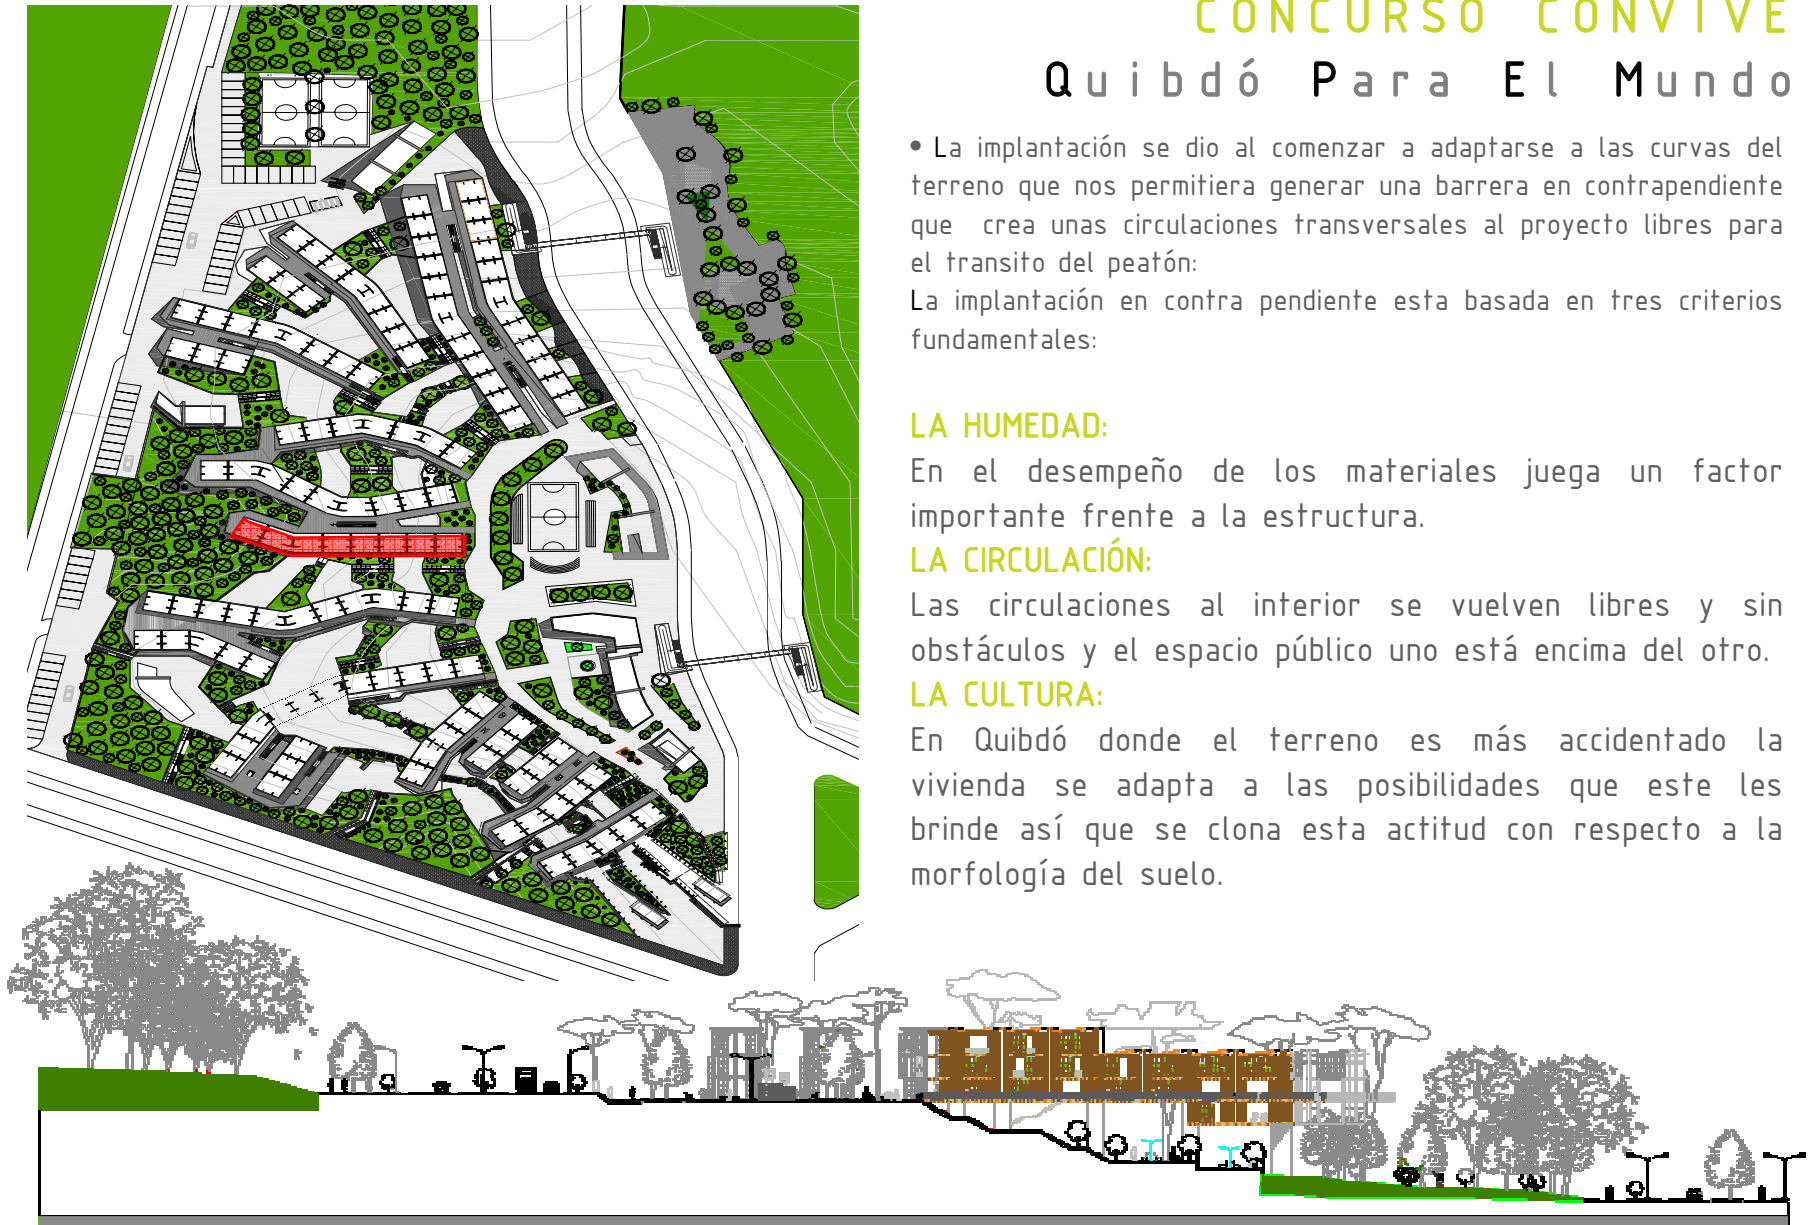 CONCURSO CONVIVE
Quibdó Para El Mundo
• La implantación se dio al comenzar a adaptarse a las curvas del
terreno que nos permitiera generar una barrera en contrapendiente
que crea unas circulaciones transversales al proyecto libres para
el transito del peatón:
La implantación en contra pendiente esta basada en tres criterios
fundamentales:
LA HUMEDAD:
En el desempeño de los materiales juega un factor
importante frente a la estructura.
LA CIRCULACIÓN:
Las circulaciones al interior se vuelven libres y sin
obstáculos y el espacio público uno está encima del otro.
LA CULTURA:
En Quibdó donde el terreno es más accidentado la
vivienda se adapta a las posibilidades que este les
brinde así que se clona esta actitud con respecto a la
morfología del suelo.